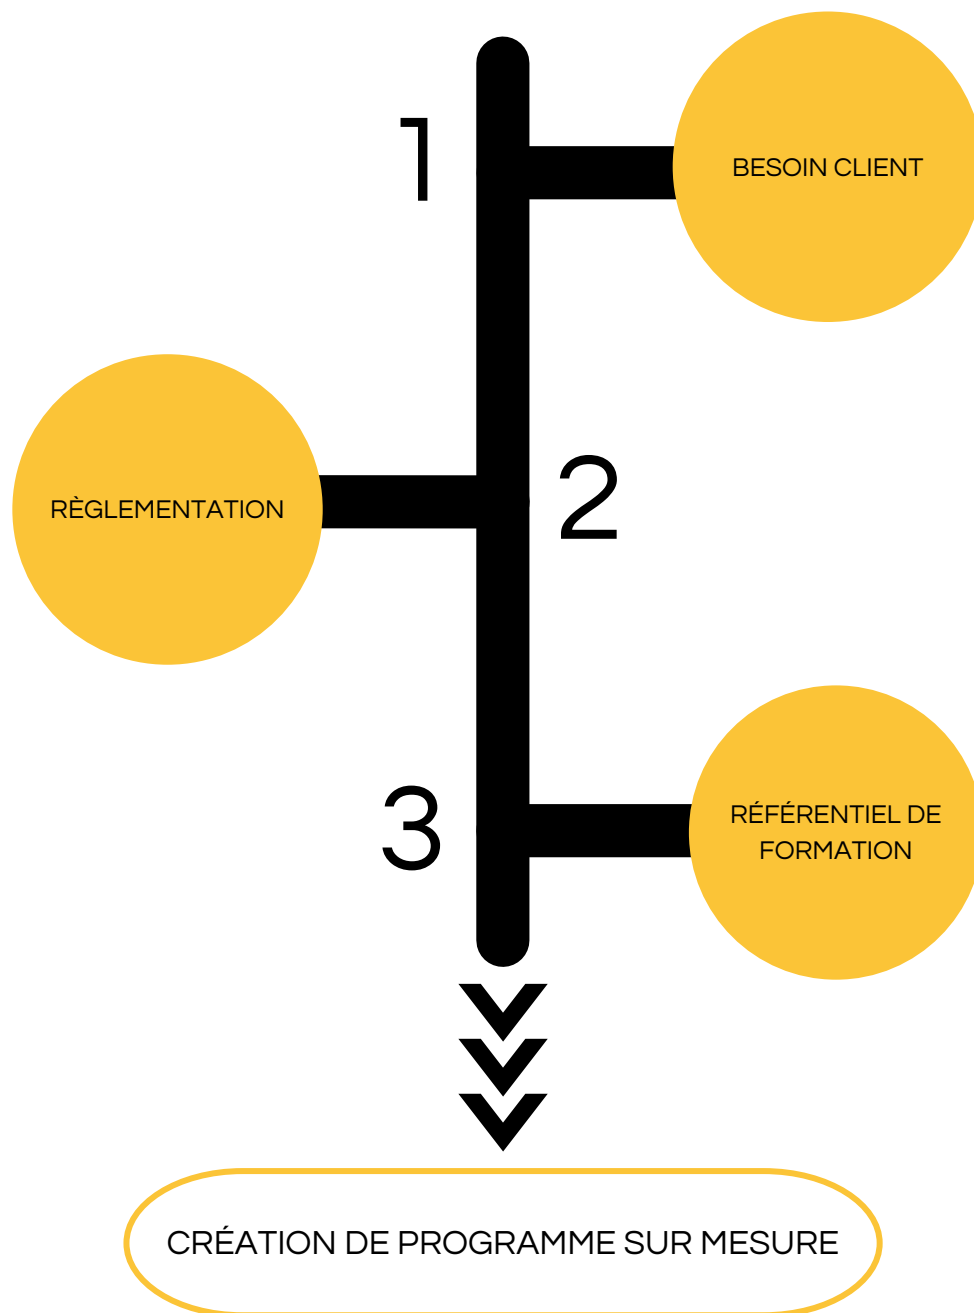 1
BESOIN CLIENT
RÈGLEMENTATION
2
3
RÉFÉRENTIEL DE
FORMATION
CRÉATION DE PROGRAMME SUR MESURE